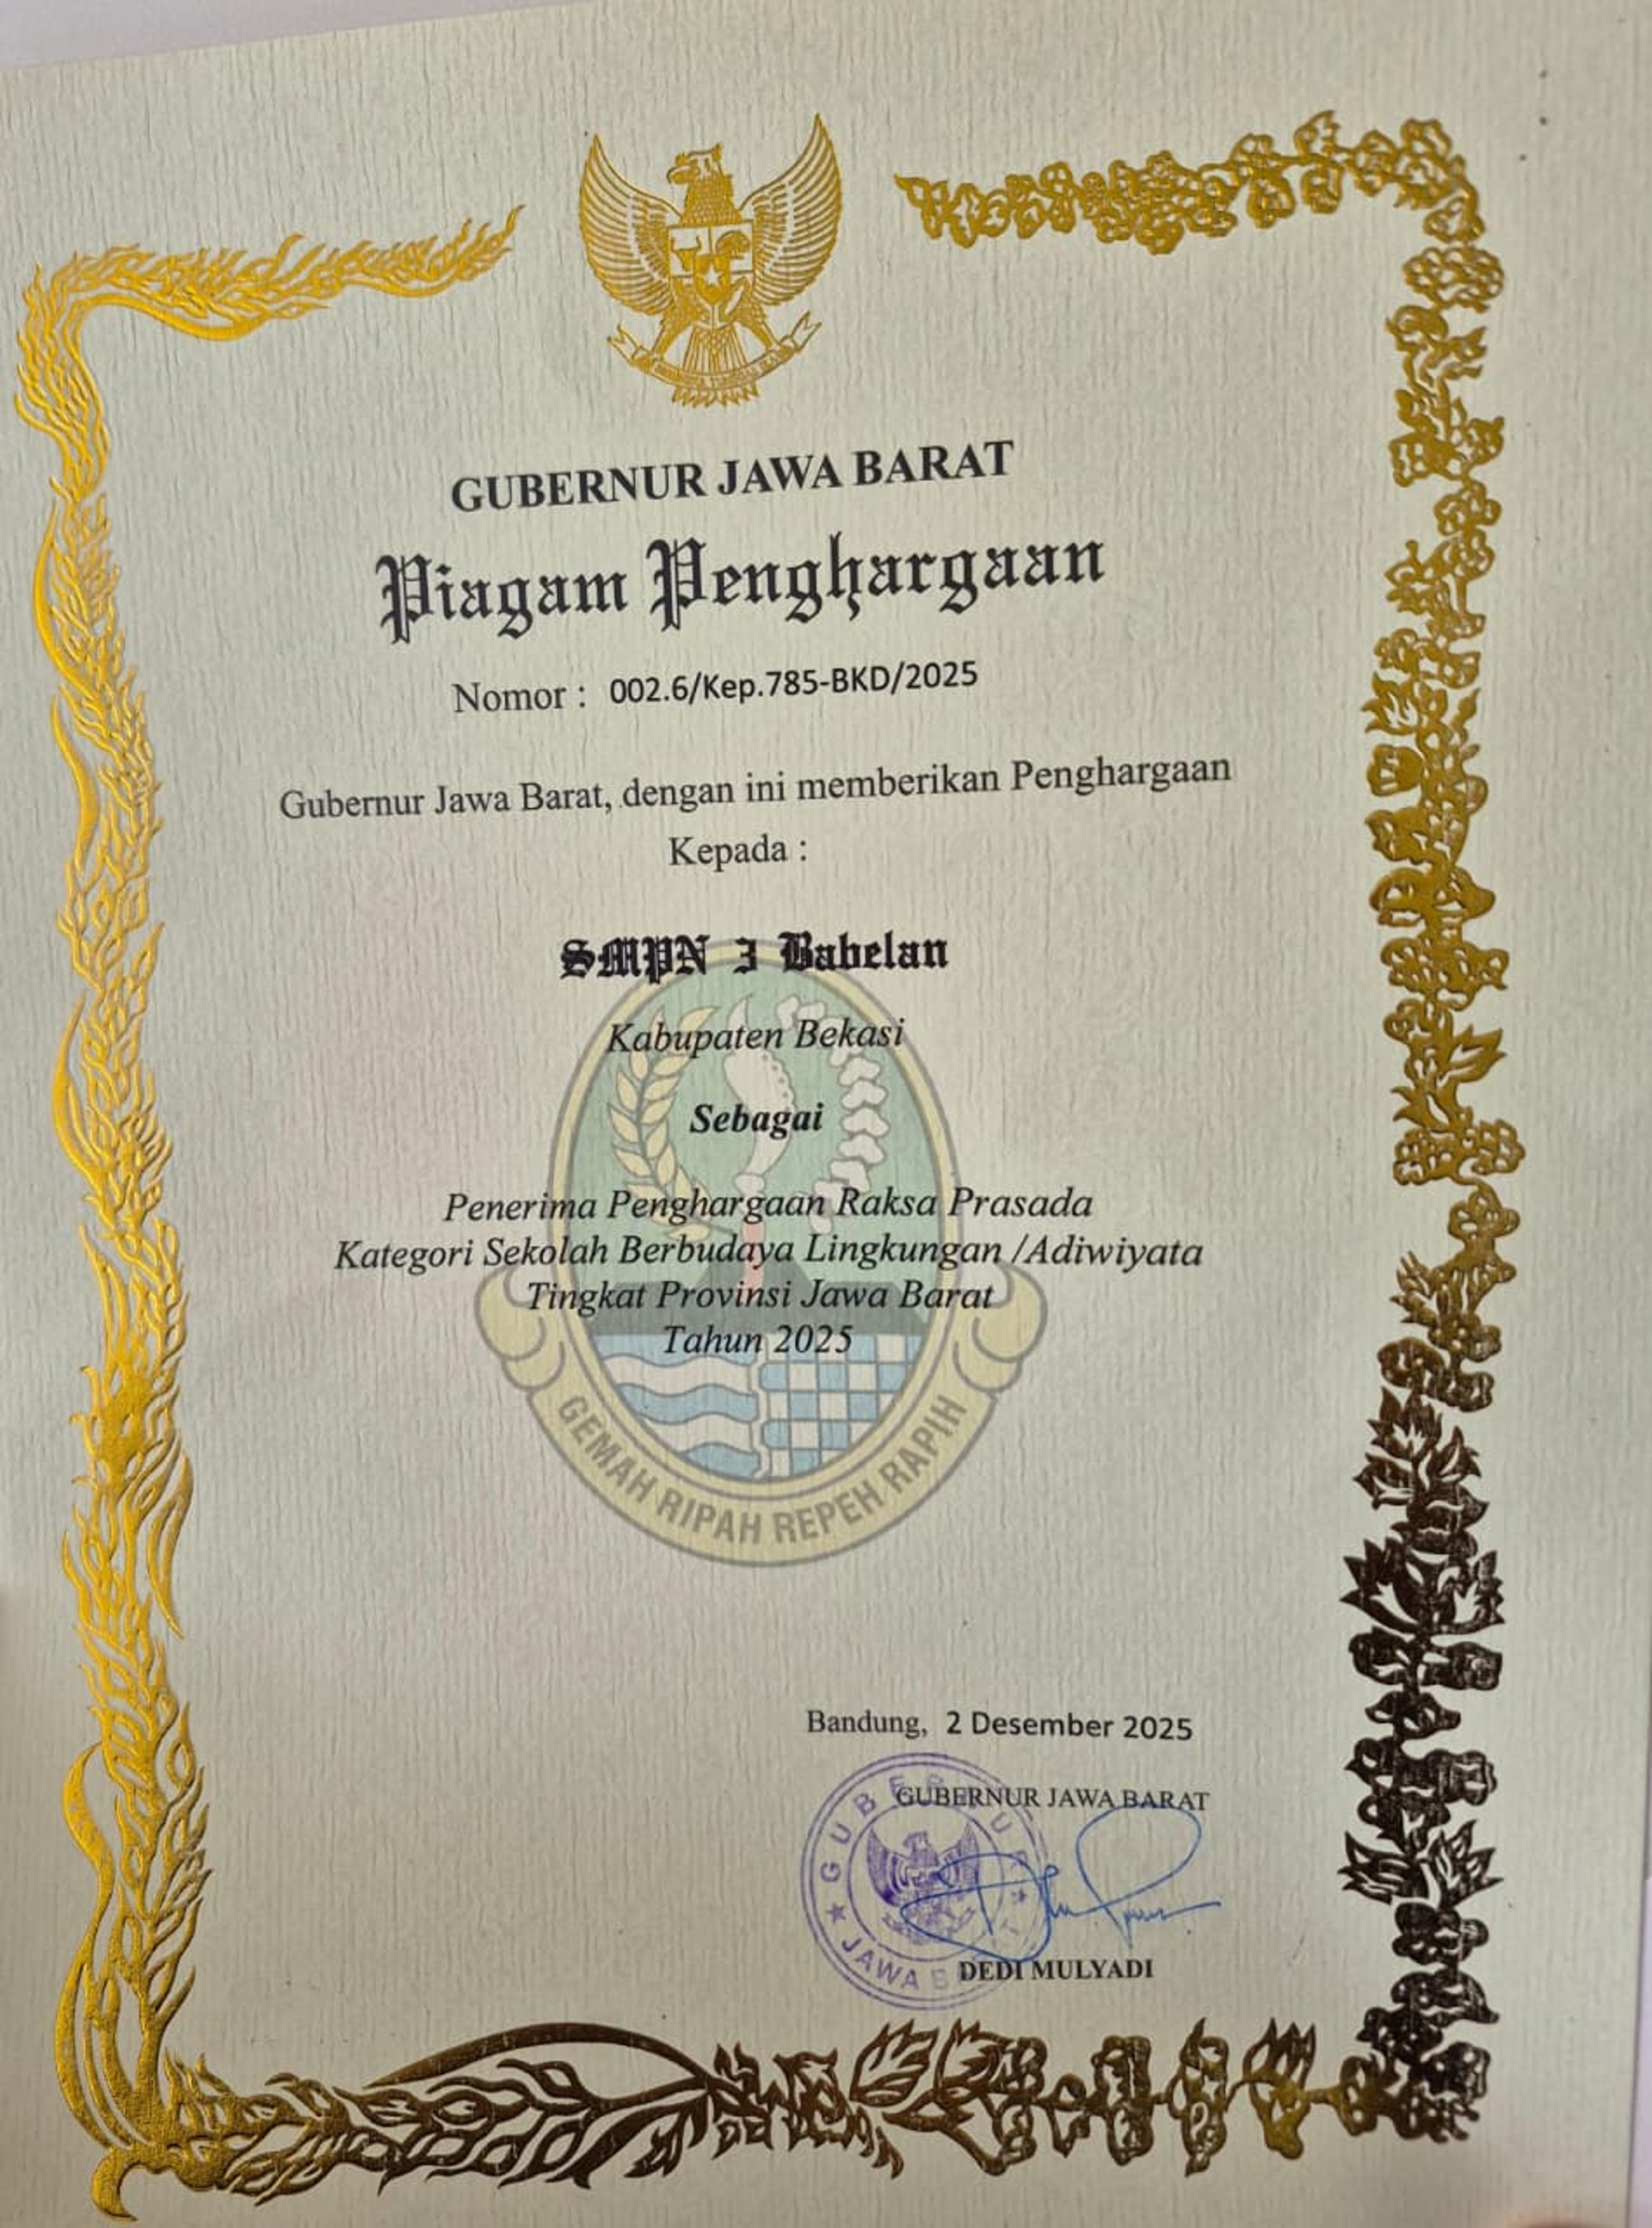 GUBERNUR JAWA BARAT
Piagam Penghargaan
Nomor : 002.6/Kep.785-BKD/2025
Gubernur Jawa Barat, dengan ini memberikan Penghargaan
Kepada :
SMPN 3 Babelan
Kabupaten Bekasi
Sebagai
Penerima Penghargaan Raksa Prasada
Kategori Sekolah Berbudaya Lingkungan /Adiwiyata
Tingkat Provinsi Jawa Barat
Tahun 2025
GEMAH RIPAH REPEH RAPIH
Bandung, 2 Desember 2025
GUBERNUR JAWA BARAT
GUBERNUR
JAWA
DEDI MULYADI